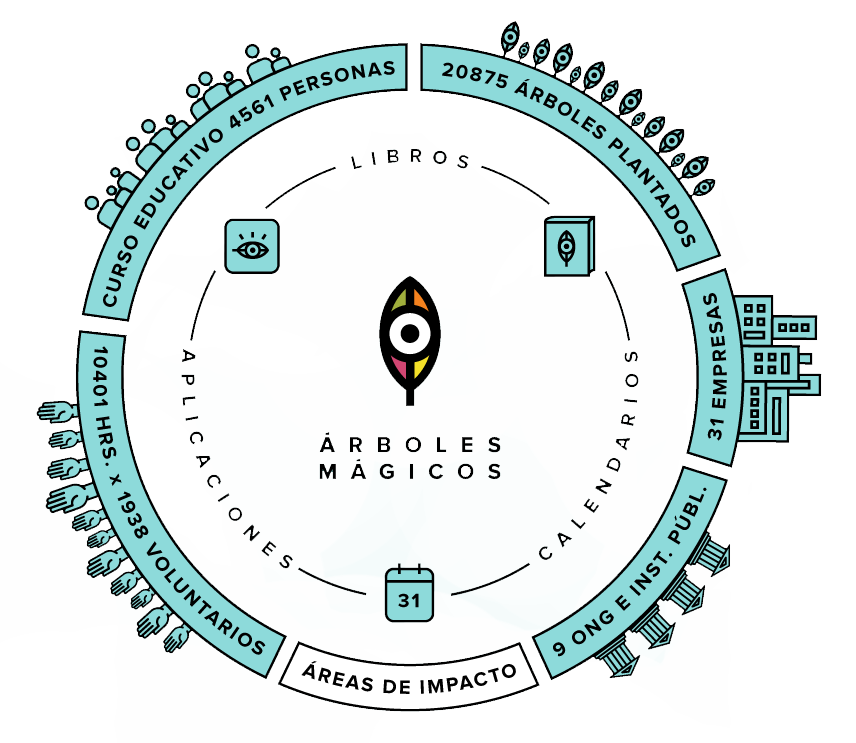 CURSO EDUCATIVO 4561 PERSONAS
20875 ÁRBOLES PLANTADOS
31 EMPRESAS
9 ONG E INST. PÚBL.
ÁREAS DE IMPACTO
10401 HRS. x 1938 VOLUNTARIOS
LIBROS
CALENDARIOS
APLICACIONES
ÁRBOLES
MÁGICOS
31